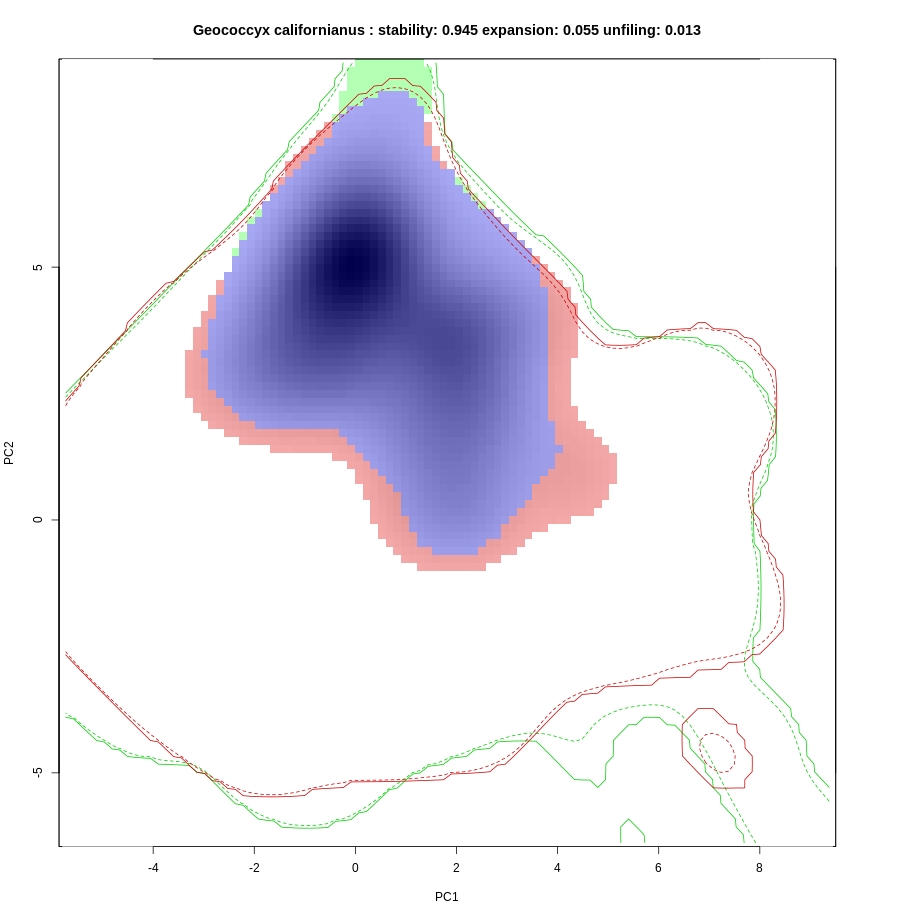 Geococcyx californianus : stability: 0.945 expansion: 0.055 unfiling: 0.013
5
0
-5
PC2
-4 -2 0 2 4 6 8
PC1